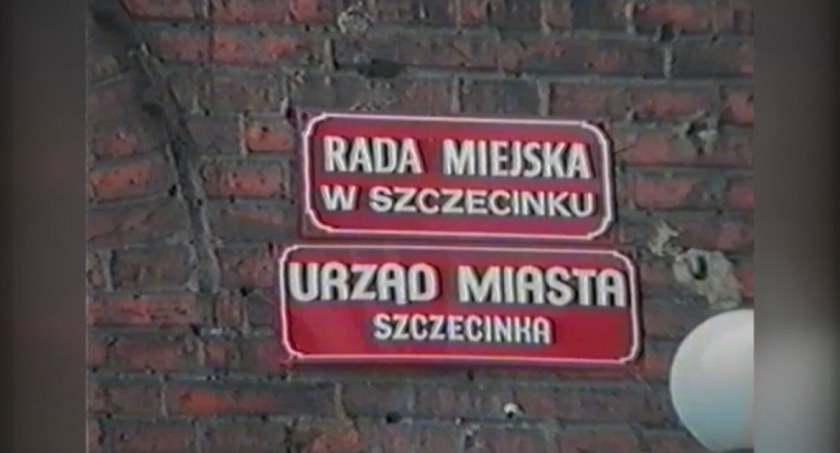 RADA MIEJSKA
W SZCZECINKU
URZĄD MIASTA
SZCZECINKA